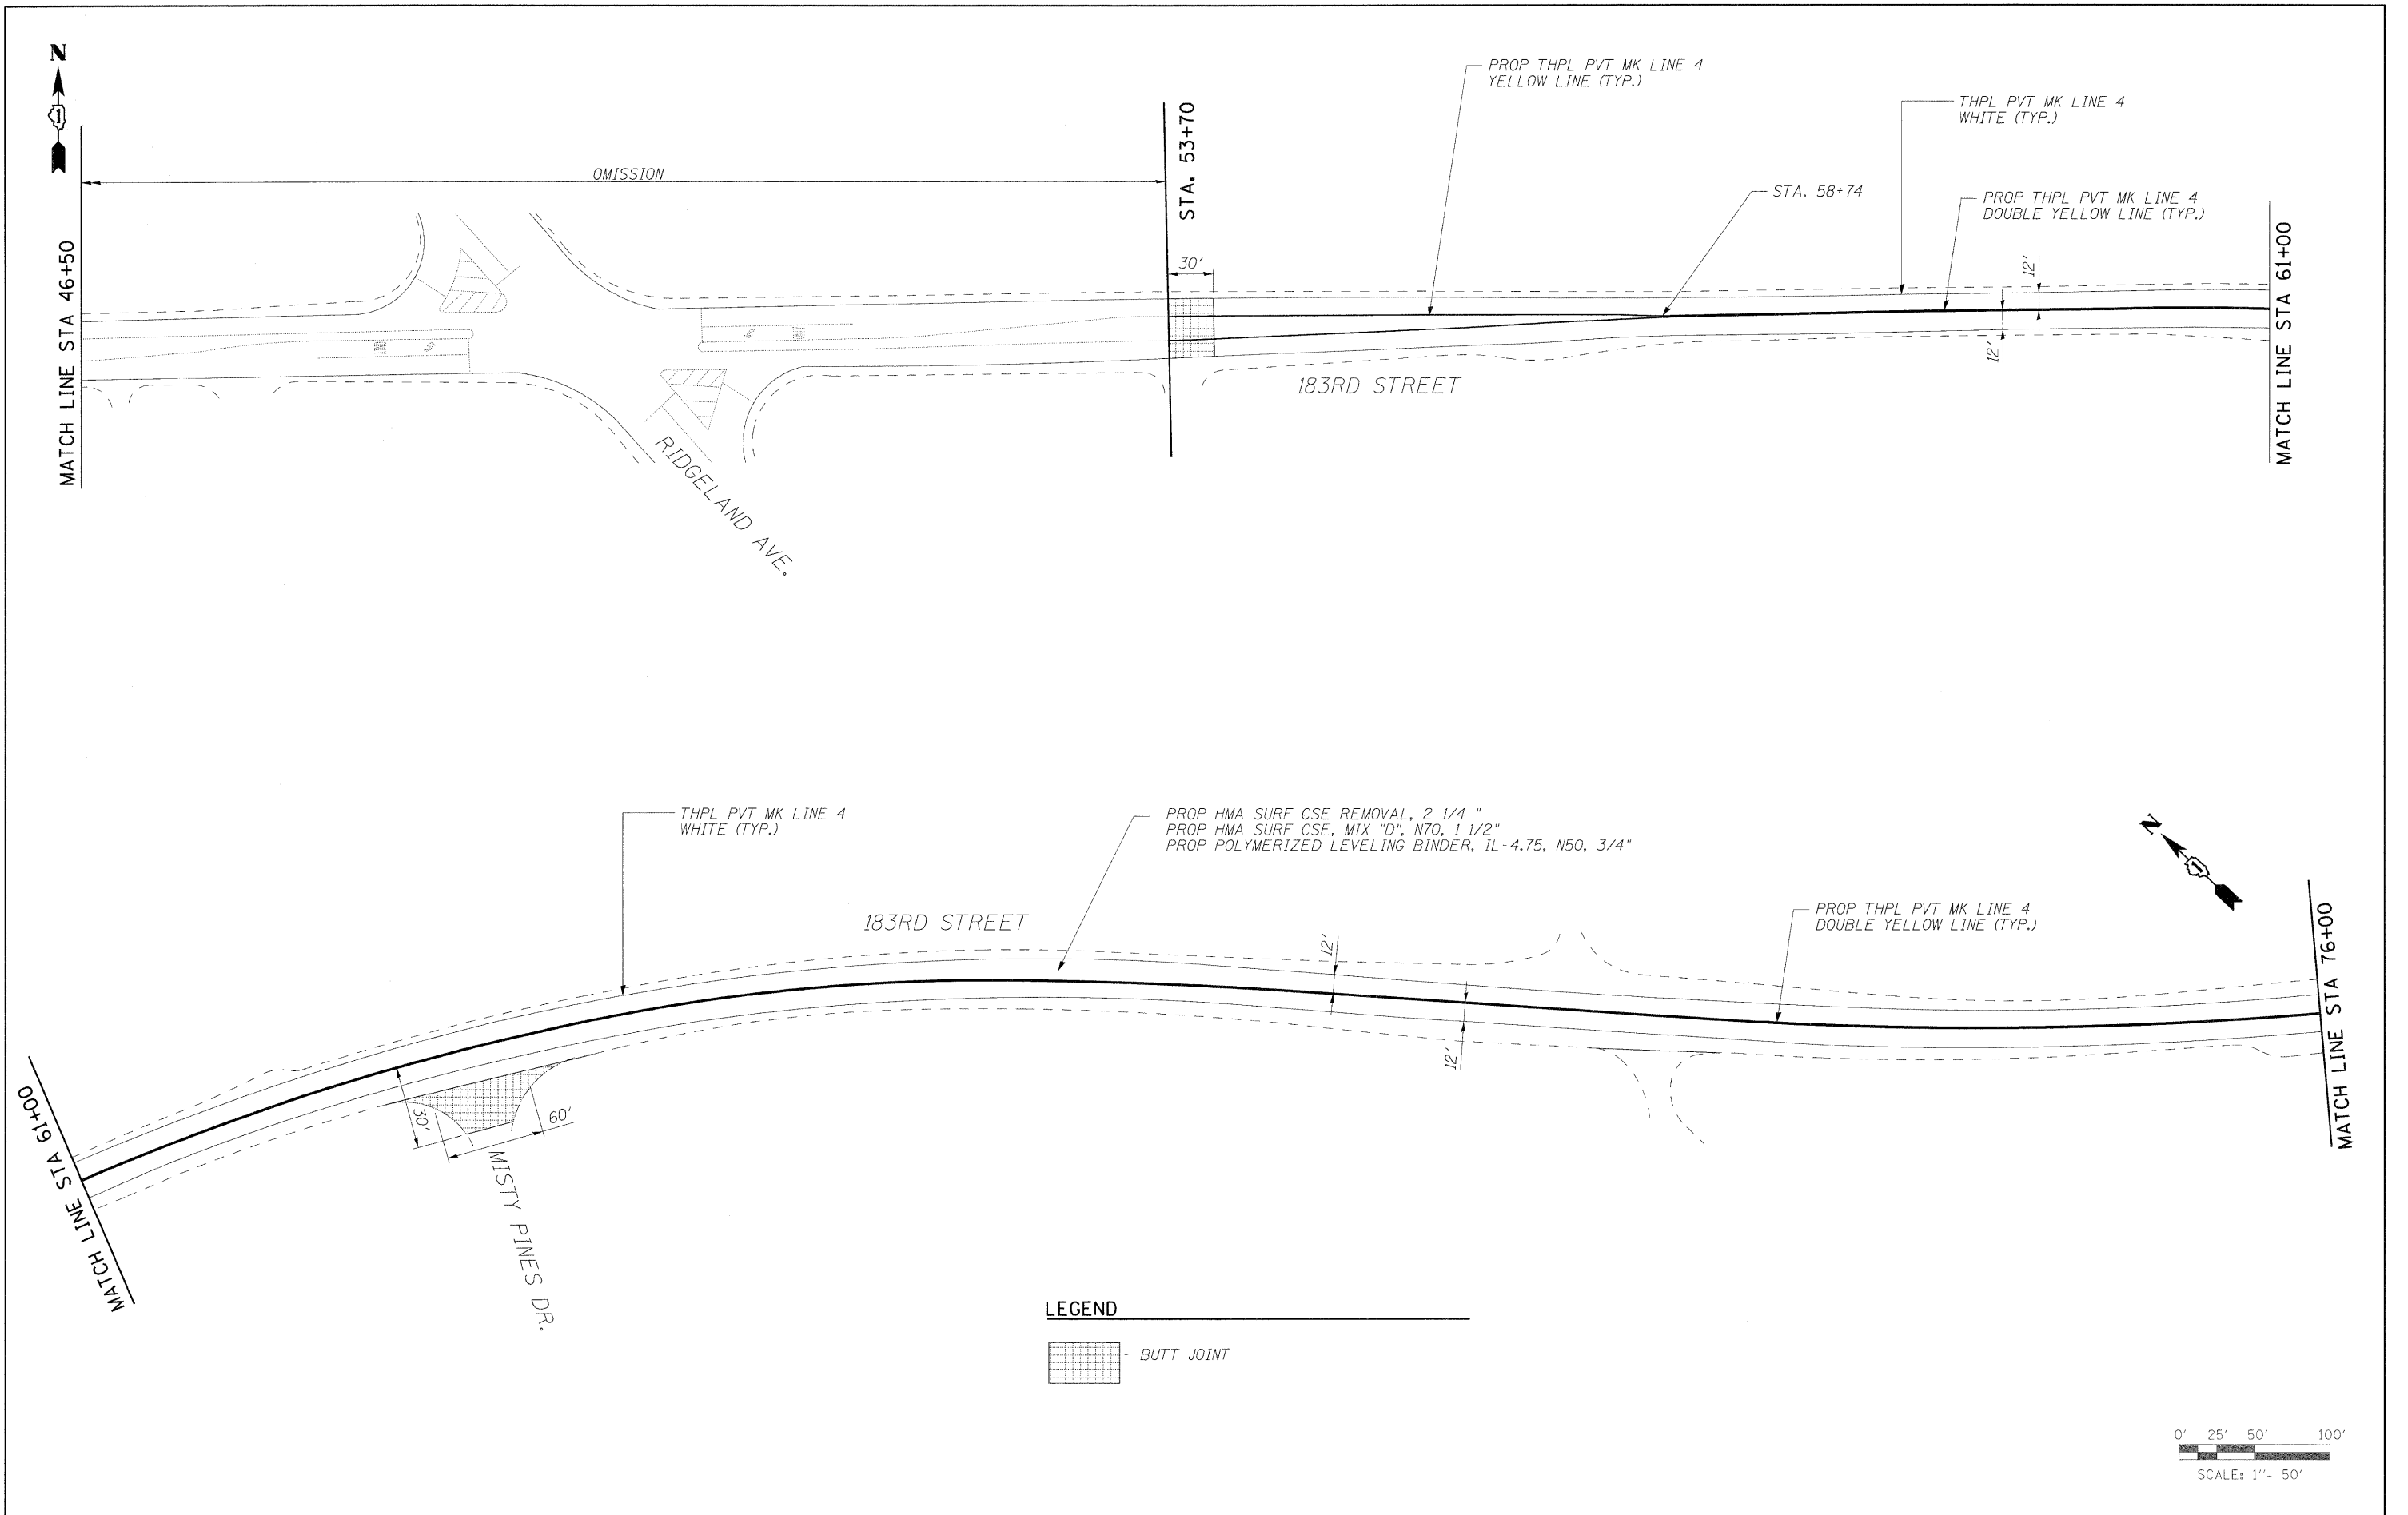 N
1
MATCH LINE STA 46+50
OMISSION
RIDGELAND AVE.
STA. 53+70
30'
PROP THPL PVT MK LINE 4
YELLOW LINE (TYP.)
183RD STREET
STA. 58+74
THPL PVT MK LINE 4
WHITE (TYP.)
PROP THPL PVT MK LINE 4
DOUBLE YELLOW LINE (TYP.)
12'
12'
MATCH LINE STA 61+00
MATCH LINE STA 61+00
THPL PVT MK LINE 4
WHITE (TYP.)
30'
60'
MISTY PINES DR.
183RD STREET
PROP HMA SURF CSE REMOVAL, 2 1/4 "
PROP HMA SURF CSE, MIX "D", N70, 1 1/2"
PROP POLYMERIZED LEVELING BINDER, IL-4.75, N50, 3/4"
12'
12'
PROP THPL PVT MK LINE 4
DOUBLE YELLOW LINE (TYP.)
N
1
MATCH LINE STA 76+00
LEGEND
- BUTT JOINT
0' 25' 50' 100'
SCALE: 1"= 50'